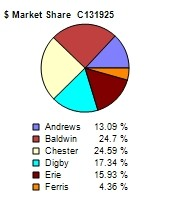 $ Market Share C131925
Andrews 13.09 %
Baldwin 24.7 %
Chester 24.59 %
Digby 17.34 %
Erie 15.93 %
Ferris 4.36 %